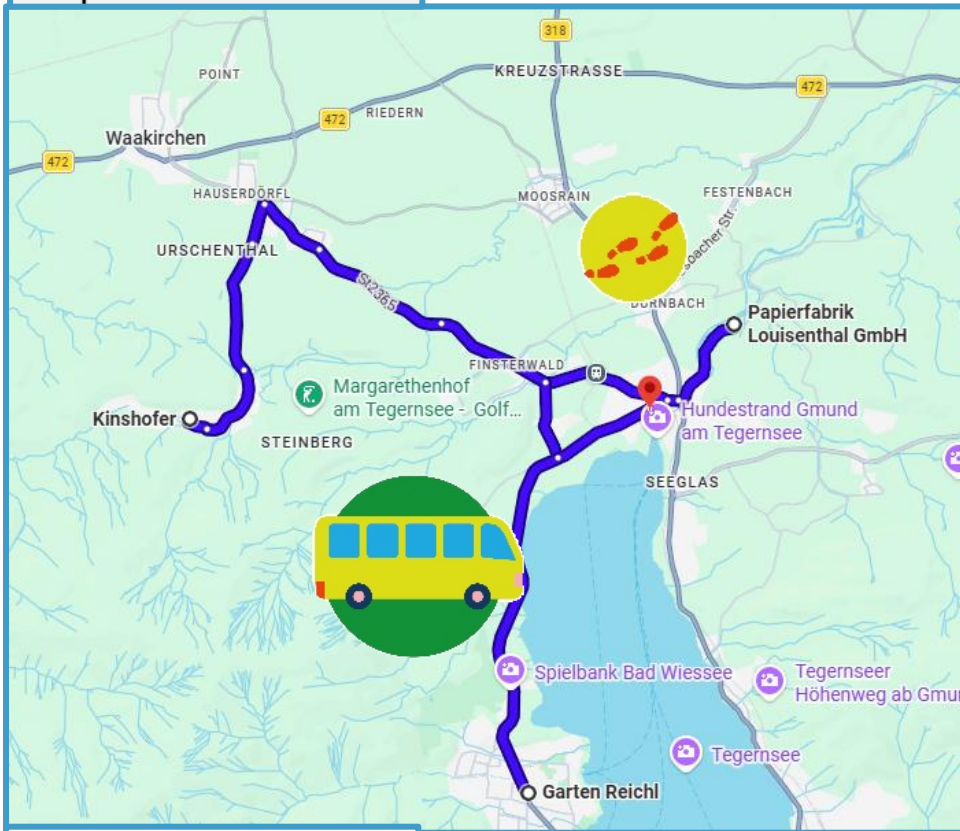 318
KREUZSTRASSE
472
POINT
472
RIEDERN
Waakirchen
472
HAUSERDÖRFL
MOOSRAIN
FESTENBACH
URSCHENTHAL
St2365
DÜRNBACH
Papierfabrik
Louisenthal GmbH
FINSTERWALD
Margarethenhof
am Tegernsee - Golf...
Kinshofer
Hundestrand Gmund
am Tegernsee
STEINBERG
SEEGLAS
Spielbank Bad Wiessee
Tegernseer
Höhenweg ab Gmun
Tegernsee
Garten Reichl